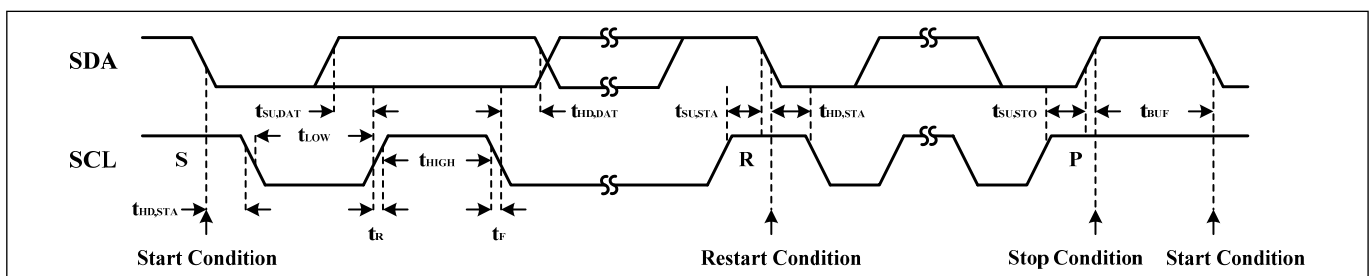 SDA
tSU,DAT
tHD,DAT
tSU,STA
tHD,STA
tSU,STO
tBUF
tLOW
SCL
S
tHIGH
R
P
tHD,STA
tR
tF
Start Condition
Restart Condition
Stop Condition
Start Condition